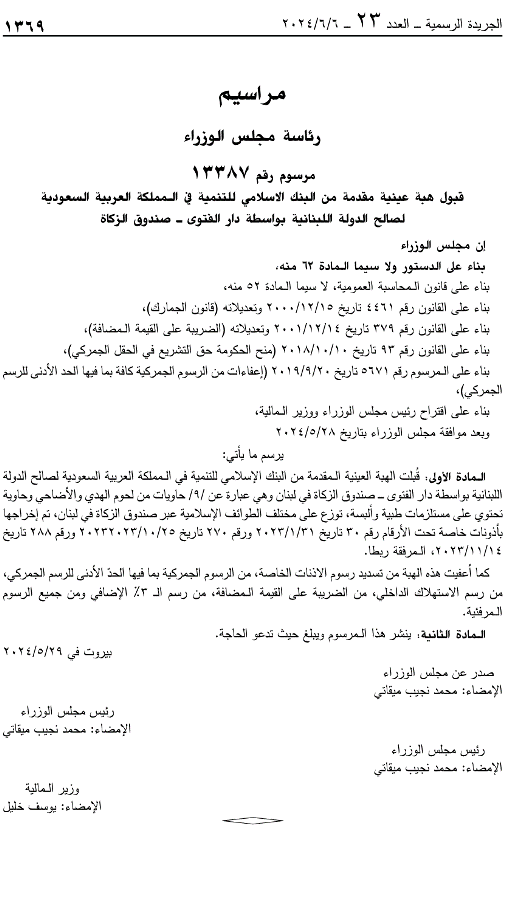 الجريدة الرسمية ــ العدد ٢٣ ــ ٢٠٢٤/٦/٦
١٣٦٩
مراسيم
رئاسة مجلس الوزراء
مرسوم رقم ١٣٣٨٧
قبول هبة عينية مقدمة من البنك الاسلامي للتنمية في المملكة العربية السعودية
لصالح الدولة اللبنانية بواسطة دار الفتوى ــ صندوق الزكاة
إن مجلس الوزراء
بناء على الدستور ولا سيما المادة ٦٢ منه،
بناء على قانون المحاسبة العمومية، لا سيما المادة ٥٢ منه،
بناء على القانون رقم ٤٤٦١ تاريخ ٢٠٠٠/١٢/١٥ وتعديلاته (قانون الجمارك)،
بناء على القانون رقم ٣٧٩ تاريخ ٢٠٠١/١٢/١٤ وتعديلاته (الضريبة على القيمة المضافة)،
بناء على القانون رقم ٩٣ تاريخ ٢٠١٨/١٠/١٠ (منح الحكومة حق التشريع في الحقل الجمركي)،
بناء على المرسوم رقم ٥٦٧١ تاريخ ٢٠١٩/٩/٢٠ (إعفاءات من الرسوم الجمركية كافة بما فيها الحد الأدنى للرسم
الجمركي)،
بناء على اقتراح رئيس مجلس الوزراء ووزير المالية،
وبعد موافقة مجلس الوزراء بتاريخ ٢٠٢٤/٥/٢٨
يرسم ما يأتي:
المادة الأولى: قُبلت الهبة العينية المقدمة من البنك الإسلامي للتنمية في المملكة العربية السعودية لصالح الدولة
اللبنانية بواسطة دار الفتوى ــ صندوق الزكاة في لبنان وهي عبارة عن /٩/ حاويات من لحوم الهدي والأضاحي وحاوية
تحتوي على مستلزمات طبية وألبسة، توزع على مختلف الطوائف الإسلامية عبر صندوق الزكاة في لبنان، تم إخراجها
بأذونات خاصة تحت الأرقام رقم ٣٠ تاريخ ٢٠٢٣/١/٣١ ورقم ٢٧٠ تاريخ ٢٠٢٣٢٠٢٣/١٠/٢٥ ورقم ٢٨٨ تاريخ
٢٠٢٣/١١/١٤، المرفقة ربطا.
كما أعفيت هذه الهبة من تسديد رسوم الاذنات الخاصة، من الرسوم الجمركية بما فيها الحدّ الأدنى للرسم الجمركي،
من رسم الاستهلاك الداخلي، من الضريبة على القيمة المضافة، من رسم الـ ٣٪ الإضافي ومن جميع الرسوم
المرفئية.
المادة الثانية: ينشر هذا المرسوم ويبلغ حيث تدعو الحاجة.
بيروت في ٢٠٢٤/٥/٢٩
صدر عن مجلس الوزراء
الإمضاء: محمد نجيب ميقاتي
رئيس مجلس الوزراء
الإمضاء: محمد نجيب ميقاتي
رئيس مجلس الوزراء
الإمضاء: محمد نجيب ميقاتي
وزير المالية
الإمضاء: يوسف خليل